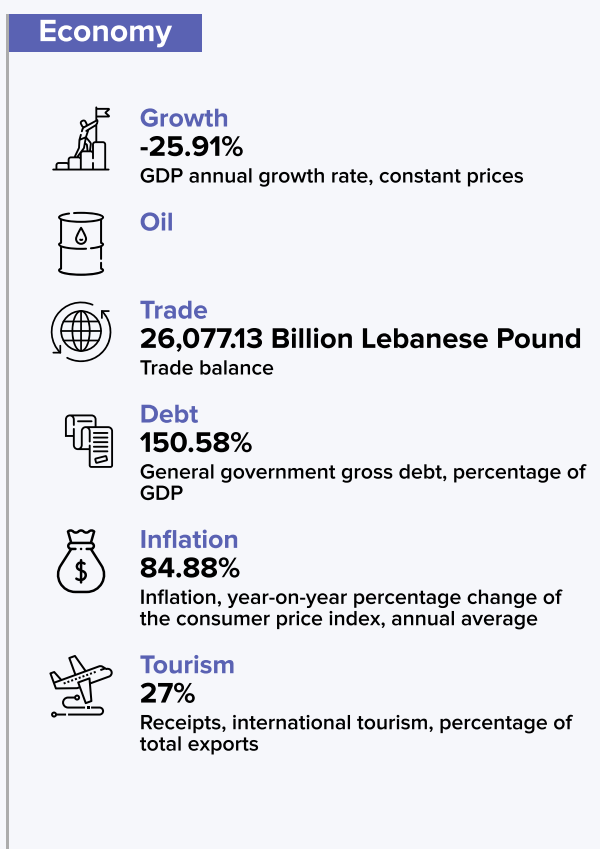 Economy
Growth
-25.91%
GDP annual growth rate, constant prices
Oil
Trade
26,077.13 Billion Lebanese Pound
Trade balance
Debt
150.58%
General government gross debt, percentage of
GDP
$
Inflation
84.88%
Inflation, year-on-year percentage change of
the consumer price index, annual average
Tourism
27%
Receipts, international tourism, percentage of
total exports